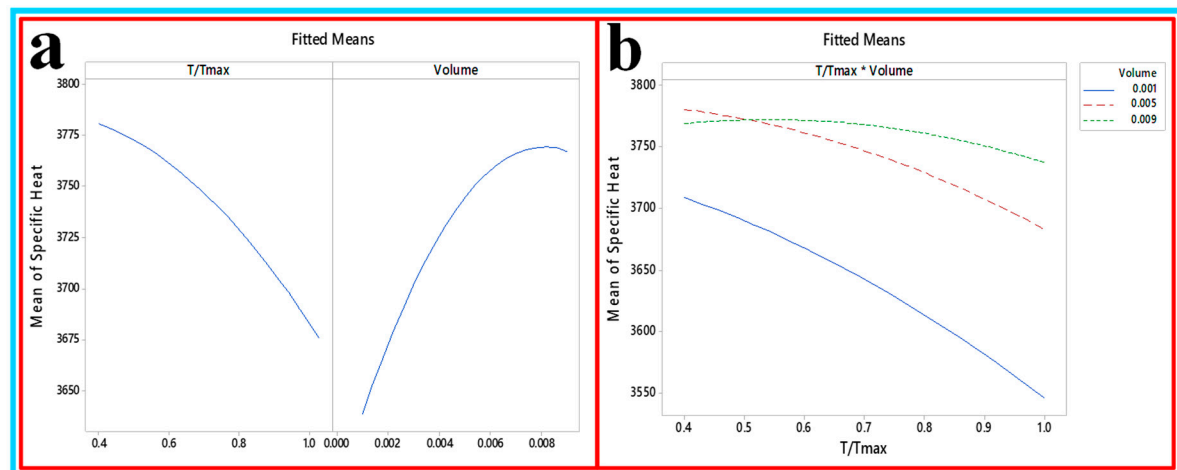 a
Fitted Means
T/Tmax
Volume
Mean of Specific Heat
3800
3775
3750
3725
3700
3675
3650
0.4
0.6
0.8
1.0
0.000
0.002
0.004
0.006
0.008
b
Fitted Means
T/Tmax * Volume
Mean of Specific Heat
3800
3750
3700
3650
3600
3550
0.4
0.5
0.6
0.7
0.8
0.9
1.0
T/Tmax
Volume
0.001
0.005
0.009